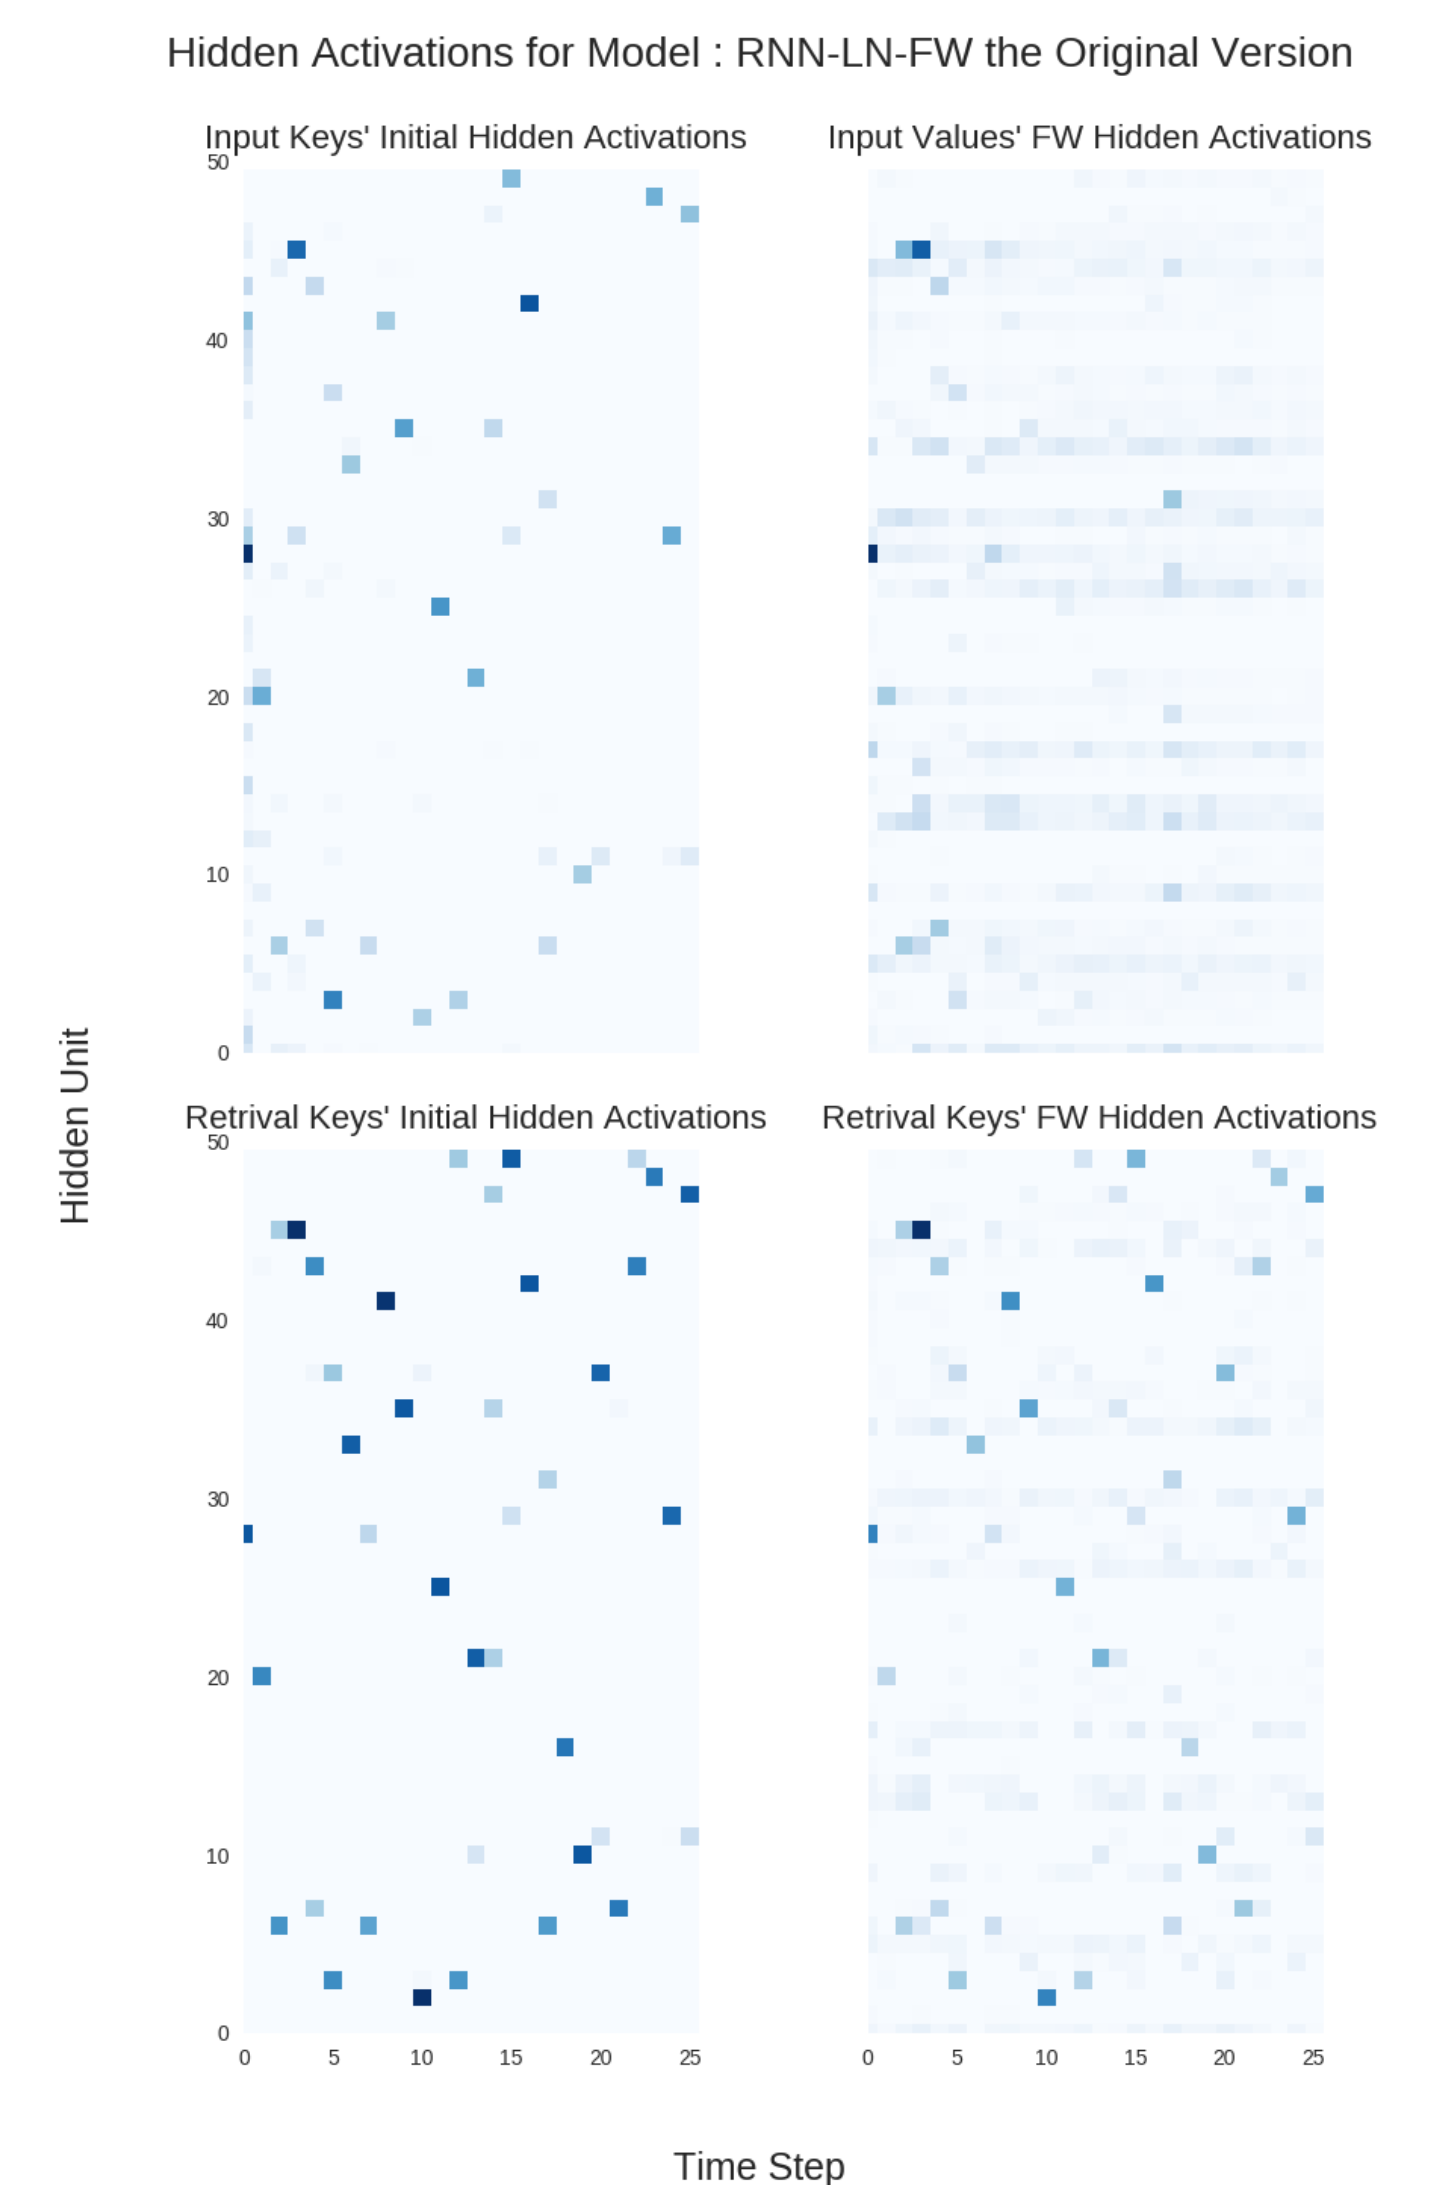 Hidden Activations for Model : RNN-LN-FW the Original Version
Input Keys' Initial Hidden Activations
Input Values' FW Hidden Activations
50
40
30
20
10
0
Hidden Unit
Retrival Keys' Initial Hidden Activations
Retrival Keys' FW Hidden Activations
50
40
30
20
10
0
0 5 10 15 20 25
0 5 10 15 20 25
Time Step